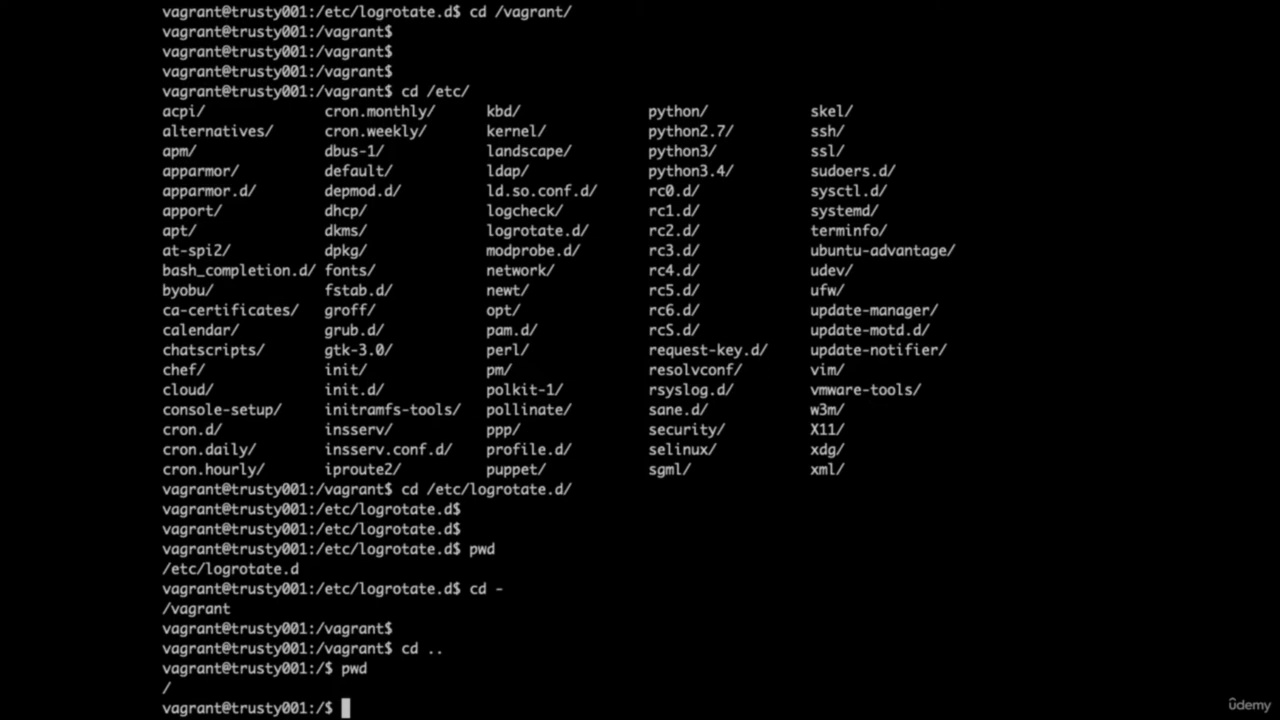 vagrant@trusty001:/etc/logrotate.d$ cd /vagrant/
vagrant@trusty001:/vagrant$
vagrant@trusty001:/vagrant$
vagrant@trusty001:/vagrant$
vagrant@trusty001:/vagrant$ cd /etc/
acpi/ cron.monthly/ kbd/ python/ skel/
alternatives/ cron.weekly/ kernel/ python2.7/ ssh/
apm/ dbus-1/ landscape/ python3/ ssl/
apparmor/ default/ ldap/ python3.4/ sudoers.d/
apparmor.d/ depmod.d/ ld.so.conf.d/ rc0.d/ sysctl.d/
apport/ dhcp/ logcheck/ rc1.d/ systemd/
apt/ dkms/ logrotate.d/ rc2.d/ terminfo/
at-spi2/ dpkg/ modprobe.d/ rc3.d/ ubuntu-advantage/
bash_completion.d/ fonts/ network/ rc4.d/ udev/
byobu/ fstab.d/ newt/ rc5.d/ ufw/
ca-certificates/ groff/ opt/ rc6.d/ update-manager/
calendar/ grub.d/ pam.d/ rcS.d/ update-motd.d/
chatscripts/ gtk-3.0/ perl/ request-key.d/ update-notifier/
chef/ init/ pm/ resolvconf/ vim/
cloud/ init.d/ polkit-1/ rsyslog.d/ vmware-tools/
console-setup/ initramfs-tools/ pollinate/ sane.d/ w3m/
cron.d/ insserv/ ppp/ security/ X11/
cron.daily/ insserv.conf.d/ profile.d/ selinux/ xdg/
cron.hourly/ iproute2/ puppet/ sgml/ xml/
vagrant@trusty001:/vagrant$ cd /etc/logrotate.d/
vagrant@trusty001:/etc/logrotate.d$
vagrant@trusty001:/etc/logrotate.d$
vagrant@trusty001:/etc/logrotate.d$ pwd
/etc/logrotate.d
vagrant@trusty001:/etc/logrotate.d$ cd -
/vagrant
vagrant@trusty001:/vagrant$
vagrant@trusty001:/vagrant$ cd ..
vagrant@trusty001:/$ pwd
/
vagrant@trusty001:/$
ûdemy